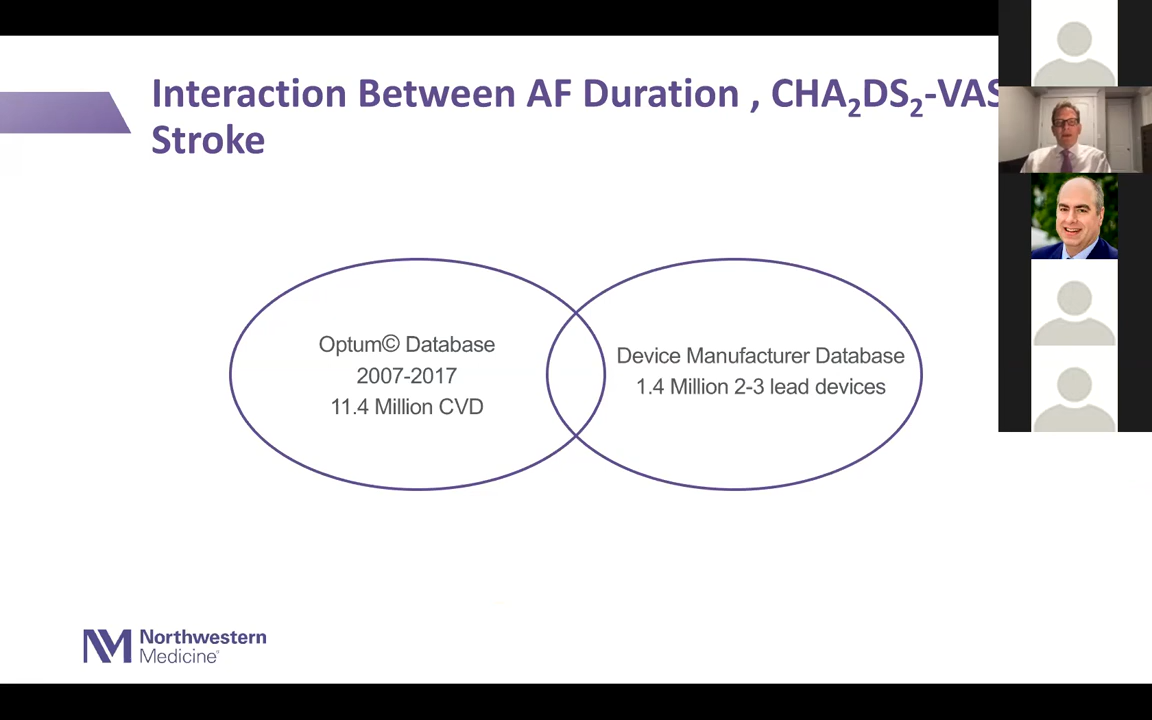 Interaction Between AF Duration , CHA₂DS₂-VAS
Stroke
Optum© Database
2007-2017
11.4 Million CVD
Device Manufacturer Database
1.4 Million 2-3 lead devices
NM Northwestern
Medicine